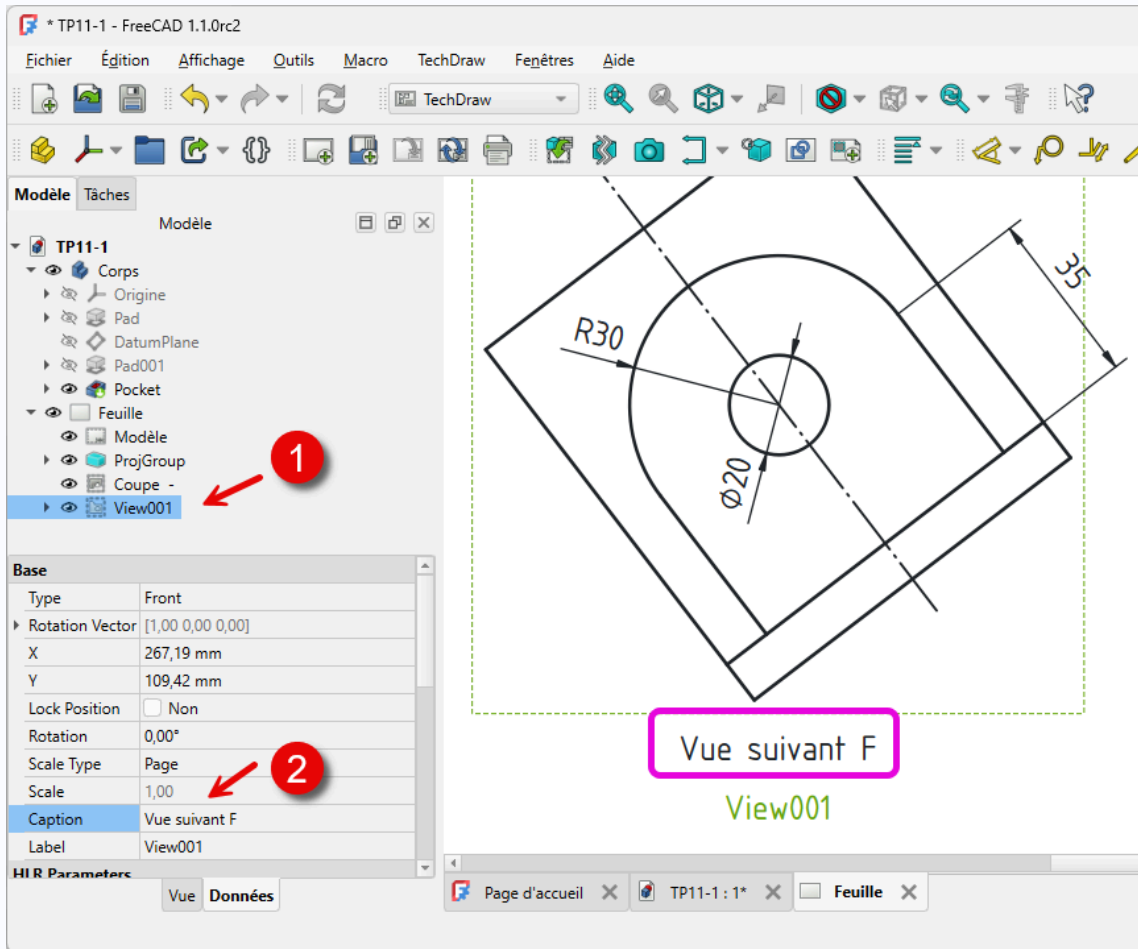 * TP11-1 - FreeCAD 1.1.0rc2
Fichier Édition Affichage Outils Macro TechDraw Fenêtres Aide
TechDraw
Modèle Tâches
Modèle
TP11-1
Corps
Origine
Pad
DatumPlane
Pad001
Pocket
Feuille
Modèle
ProjGroup
Coupe -
View001
1
Base
Type Front
Rotation Vector [1,00 0,00 0,00]
X 267,19 mm
Y 109,42 mm
Lock Position Non
Rotation 0,00°
Scale Type Page
Scale 1,00
Caption Vue suivant F
Label View001
HLR Parameters
2
Vue Données
R30
35
Φ20
Vue suivant F
View001
Page d'accueil TP11-1 : 1* Feuille